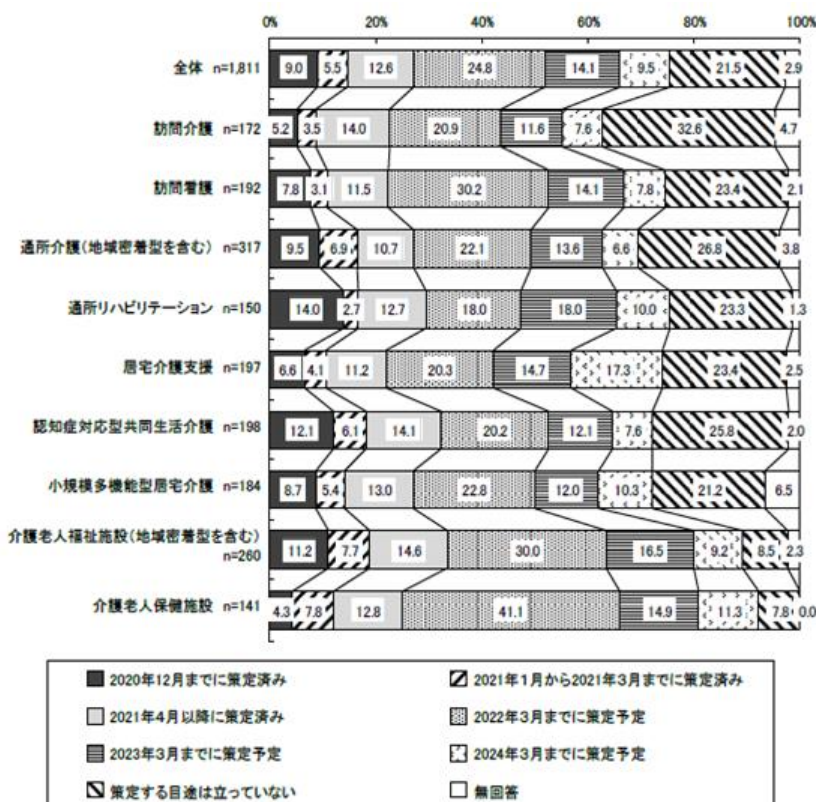 0% 20% 40% 60% 80% 100%
全体 n=1,811 9.0 5.5 12.6 24.8 14.1 9.5 21.5 2.9
訪問介護 n=172 5.2 3.5 14.0 20.9 11.6 7.6 32.6 4.7
訪問看護 n=192 7.8 3.1 11.5 30.2 14.1 7.8 23.4 2.1
通所介護(地域密着型を含む) n=317 9.5 6.9 10.7 22.1 13.6 6.6 26.8 3.8
通所リハビリテーション n=150 14.0 2.7 12.7 18.0 18.0 10.0 23.3 1.3
居宅介護支援 n=197 6.6 4.1 11.2 20.3 14.7 17.3 23.4 2.5
認知症対応型共同生活介護 n=198 12.1 6.1 14.1 20.2 12.1 7.6 25.8 2.0
小規模多機能型居宅介護 n=184 8.7 5.4 13.0 22.8 12.0 10.3 21.2 6.5
介護老人福祉施設(地域密着型を含む)
n=260 11.2 7.7 14.6 30.0 16.5 9.2 8.5 2.3
介護老人保健施設 n=141 4.3 7.8 12.8 41.1 14.9 11.3 7.8 0.0
2020年12月までに策定済み 2021年1月から2021年3月までに策定済み
2021年4月以降に策定済み 2022年3月までに策定予定
2023年3月までに策定予定 2024年3月までに策定予定
策定する目途は立っていない 無回答